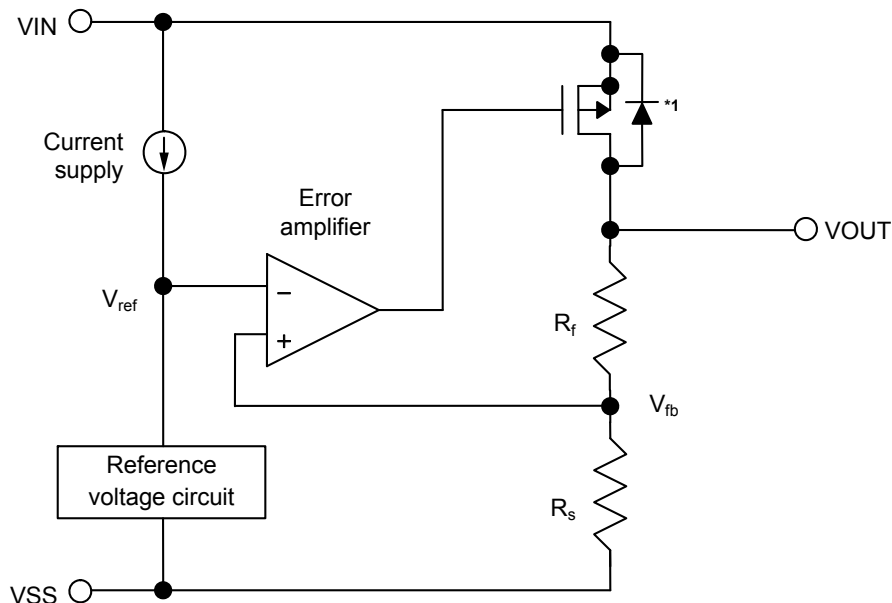 VIN
*1
Current
supply
Error
amplifier
VOUT
Vref
−
+
Rf
Vfb
Reference
voltage circuit
Rs
VSS